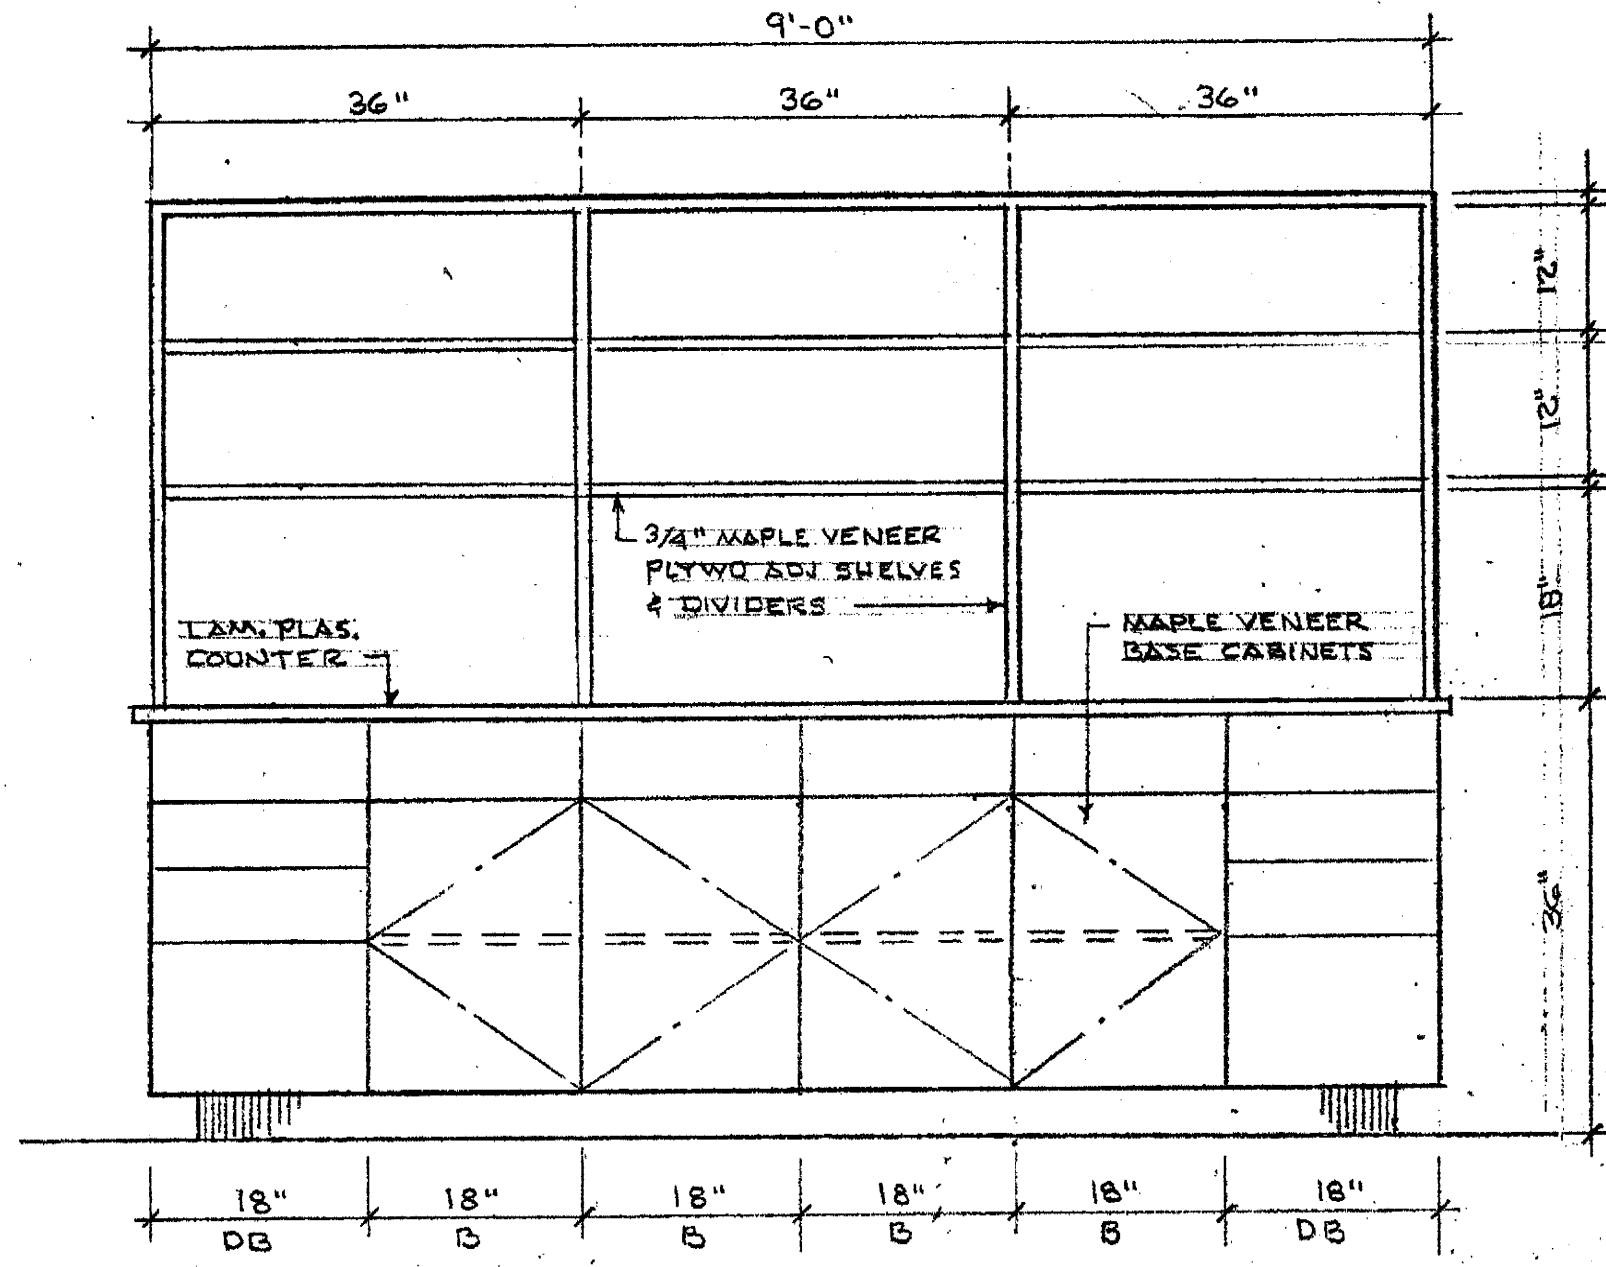 9'-0"
36" 36" 36"
12"
12"
18"
3/4" MAPLE VENEER
PLYWD ADJ SHELVES
& DIVIDERS
LAM. PLAS.
COUNTER
MAPLE VENEER
BASE CABINETS
36"
18" 18" 18" 18" 18" 18"
DB B B B B DB